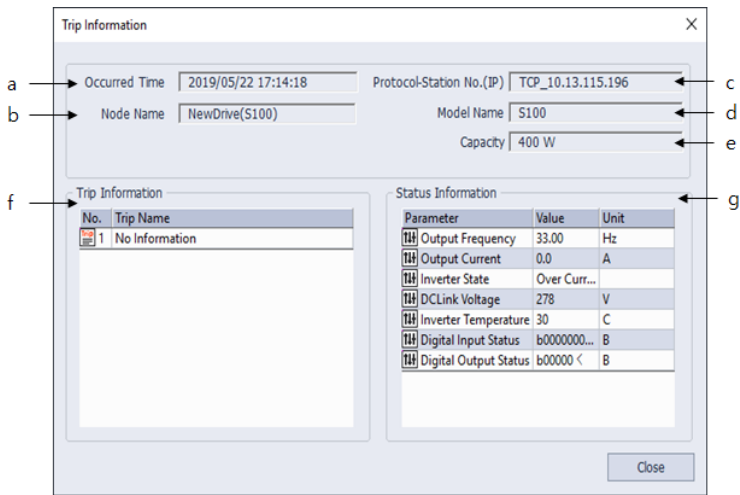 Trip Information
a Occurred Time 2019/05/22 17:14:18 Protocol-Station No.(IP) TCP_10.13.115.196 c
b Node Name NewDrive(S100) Model Name S100 d
Capacity 400 W e
f Trip Information Status Information g
No. Trip Name Parameter Value Unit
Trip 1 No Information Output Frequency 33.00 Hz
Output Current 0.0 A
Inverter State Over Curr...
DCLink Voltage 278 V
Inverter Temperature 30 C
Digital Input Status b0000000... B
Digital Output Status b00000 < B
Close